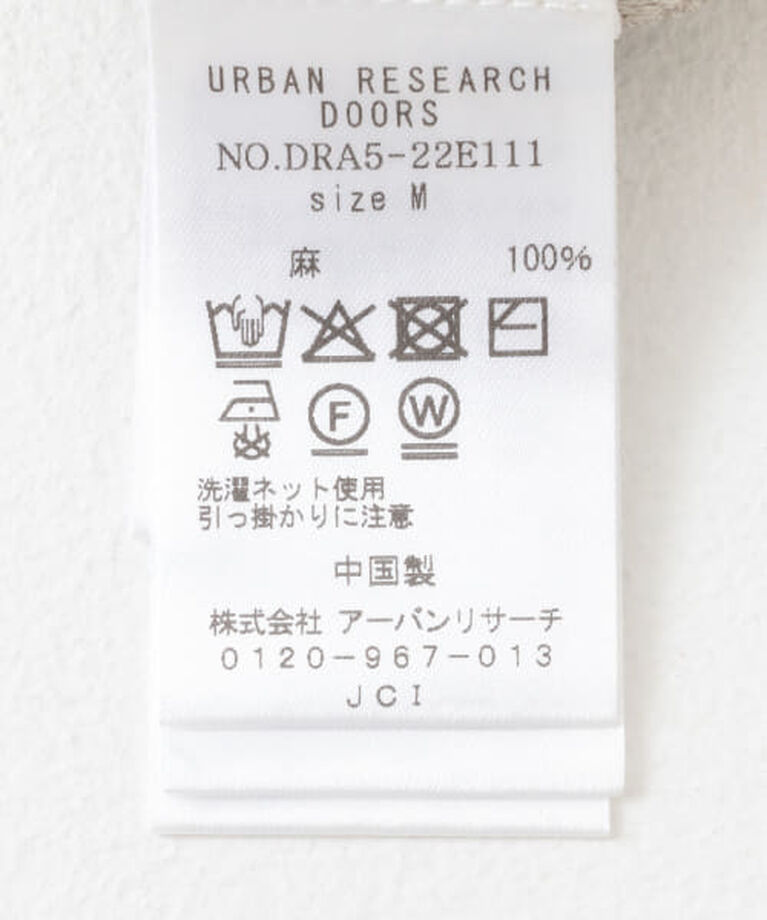 URBAN RESEARCH
DOORS
NO.DRA5-22E111
size M
麻 100%
F W
洗濯ネット使用
引っ掛かりに注意
中国製
株式会社 アーバンリサーチ
0120-967-013
JCI